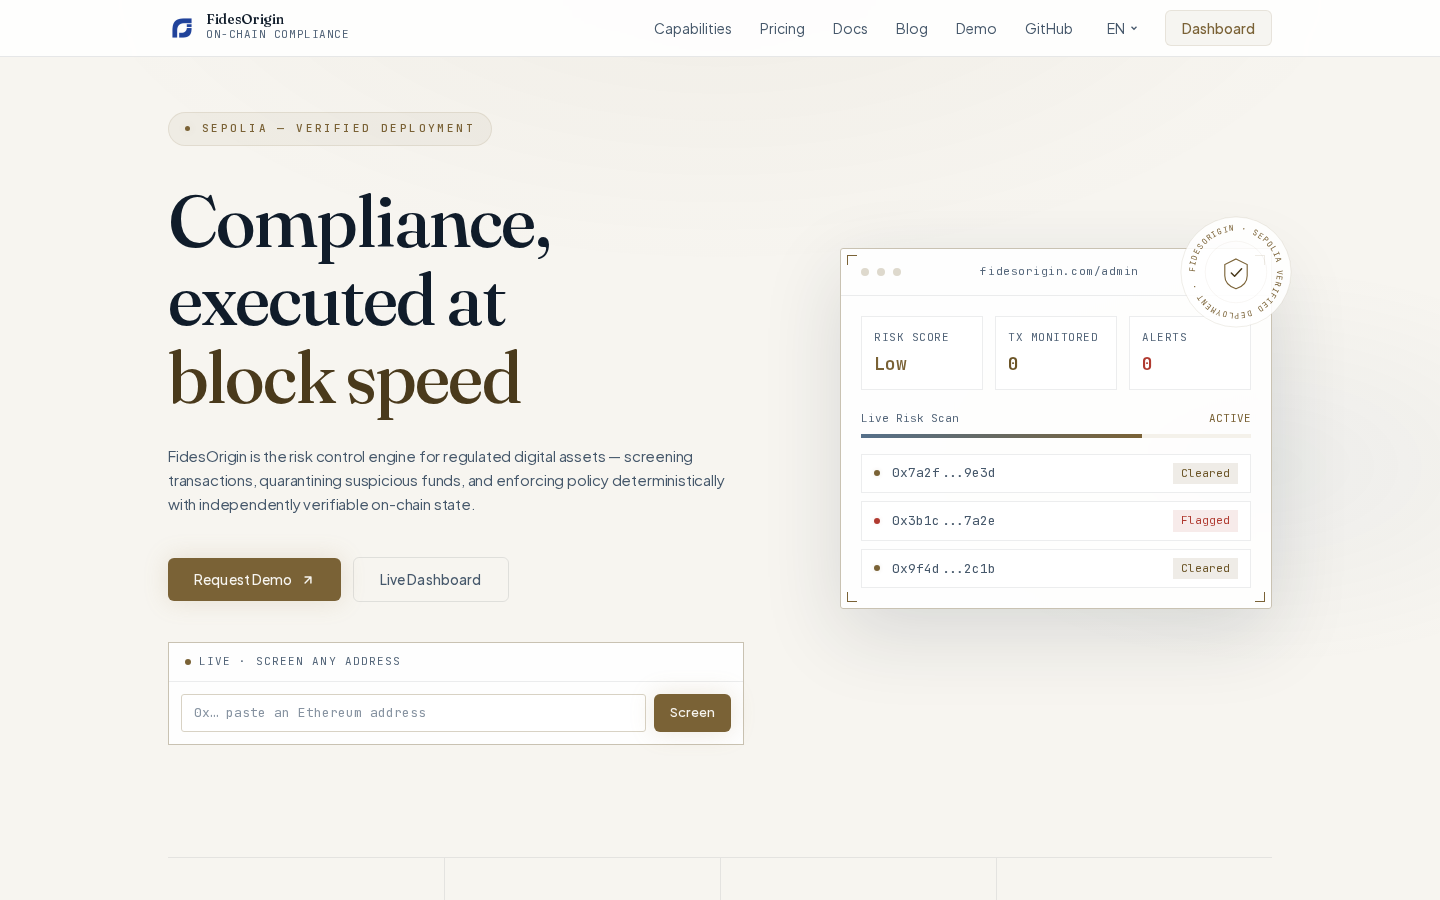 FidesOrigin
ON-CHAIN COMPLIANCE
Capabilities
Pricing
Docs
Blog
Demo
GitHub
EN
Dashboard
SEPOLIA — VERIFIED DEPLOYMENT
Compliance,
executed at
block speed
FidesOrigin is the risk control engine for regulated digital assets — screening
transactions, quarantining suspicious funds, and enforcing policy deterministically
with independently verifiable on-chain state.
Request Demo
Live Dashboard
LIVE · SCREEN ANY ADDRESS
0x… paste an Ethereum address
Screen
fidesorigin.com/admin
FIDESORIGIN · SEPOLIA VERIFIED DEPLOYMENT ·
RISK SCORE
Low
TX MONITORED
0
ALERTS
0
Live Risk Scan
ACTIVE
0x7a2f...9e3d
Cleared
0x3b1c...7a2e
Flagged
0x9f4d...2c1b
Cleared